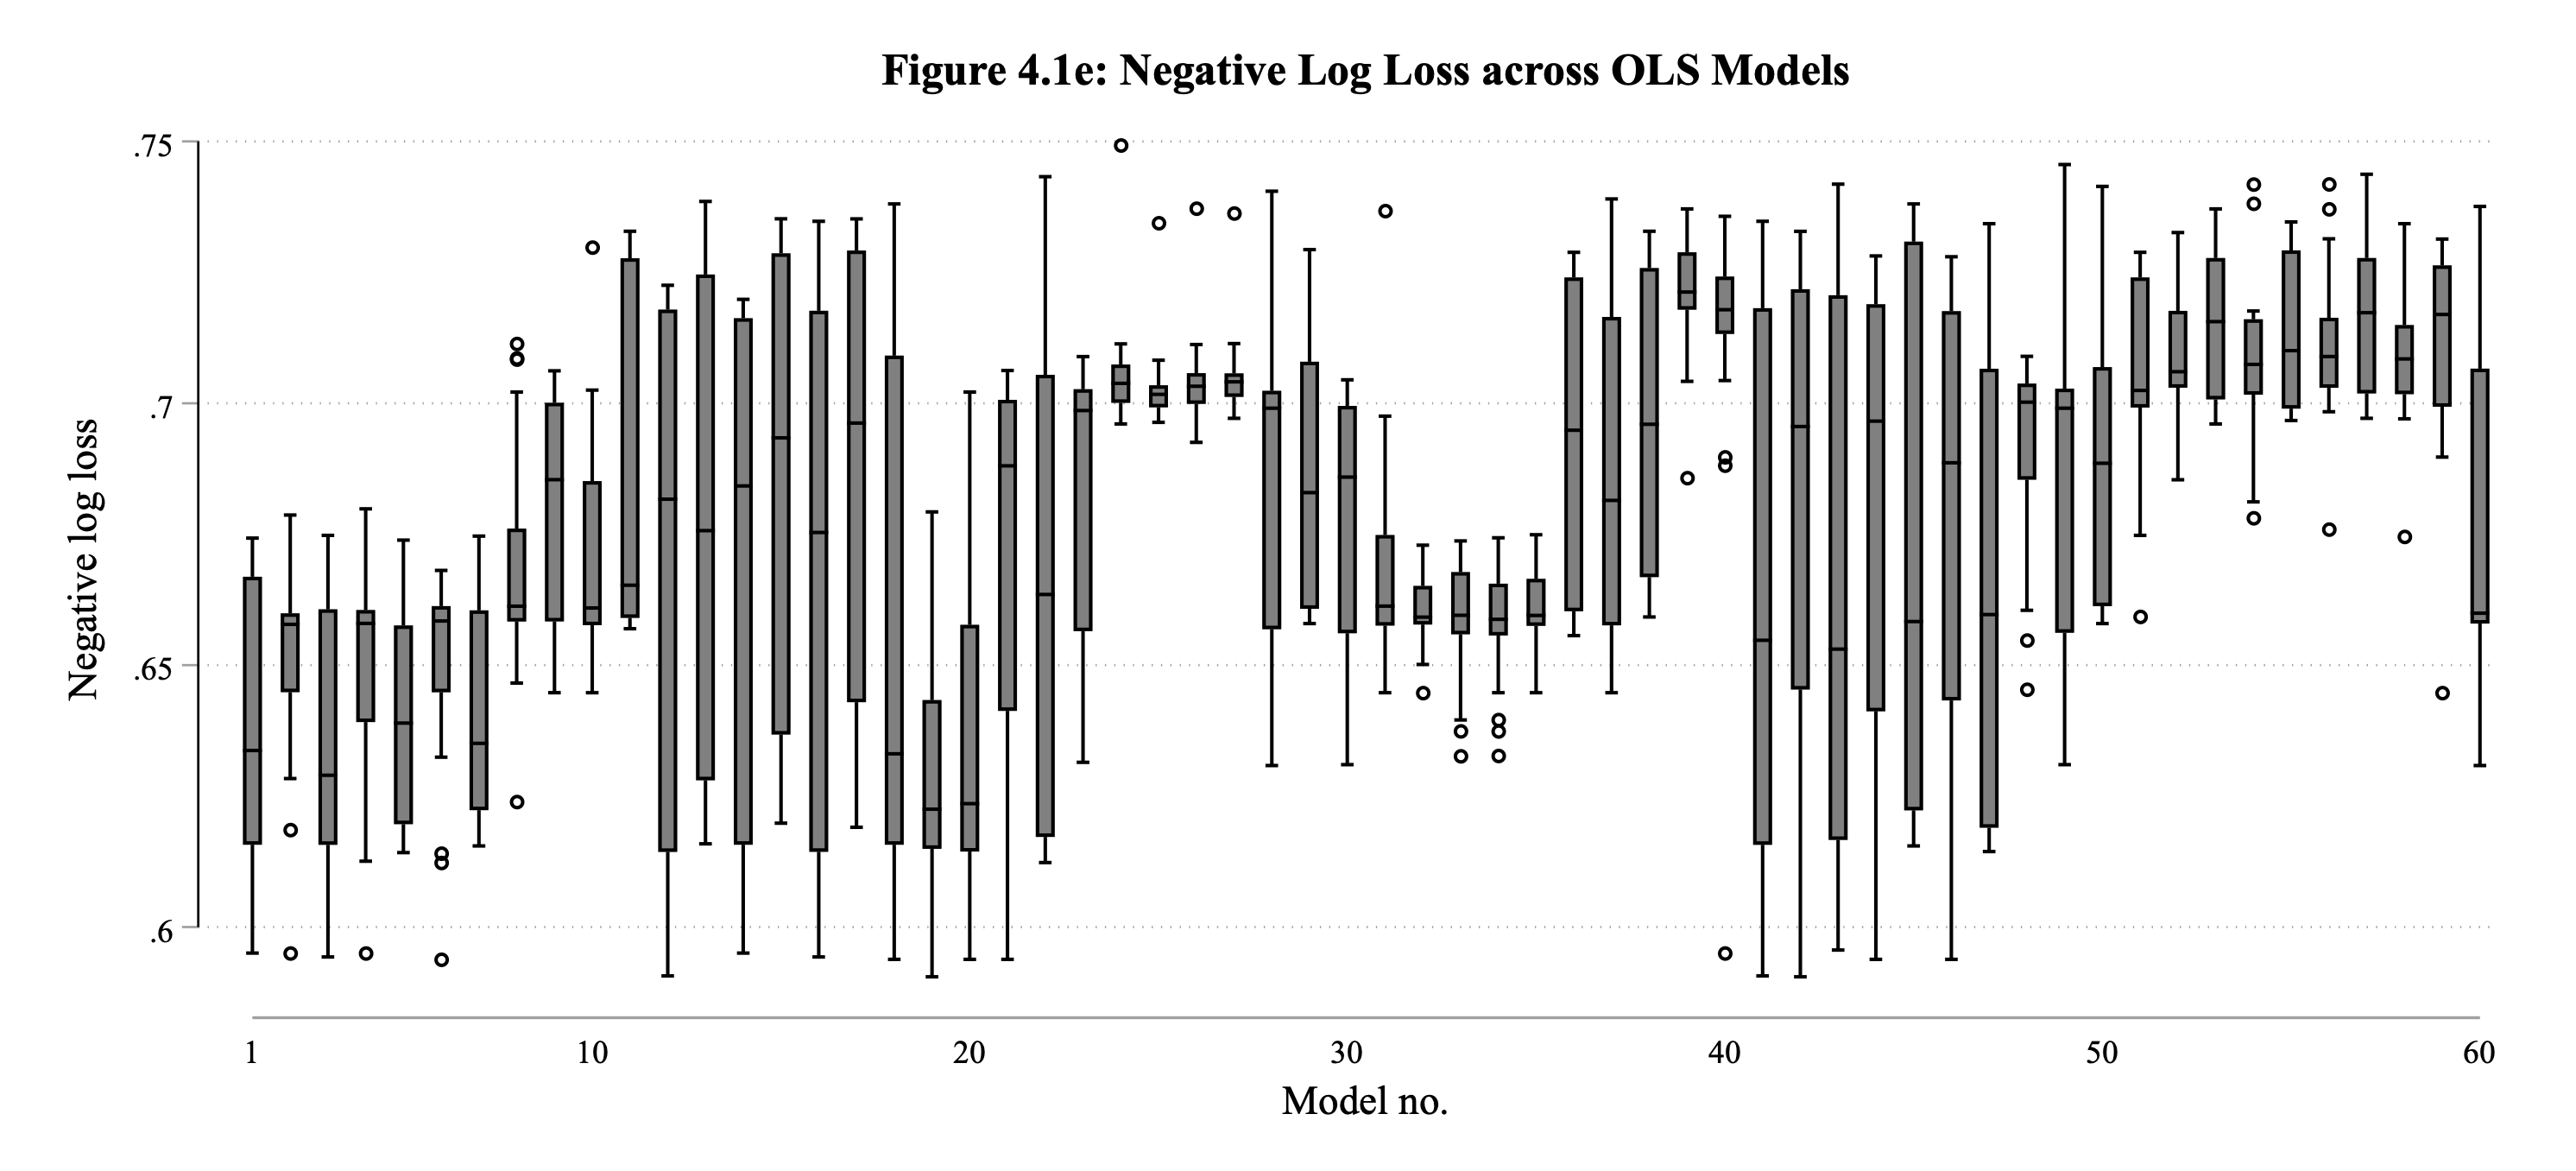 Figure 4.1e: Negative Log Loss across OLS Models
.75
.7
.65
.6
Negative log loss
1 10 20 30 40 50 60
Model no.